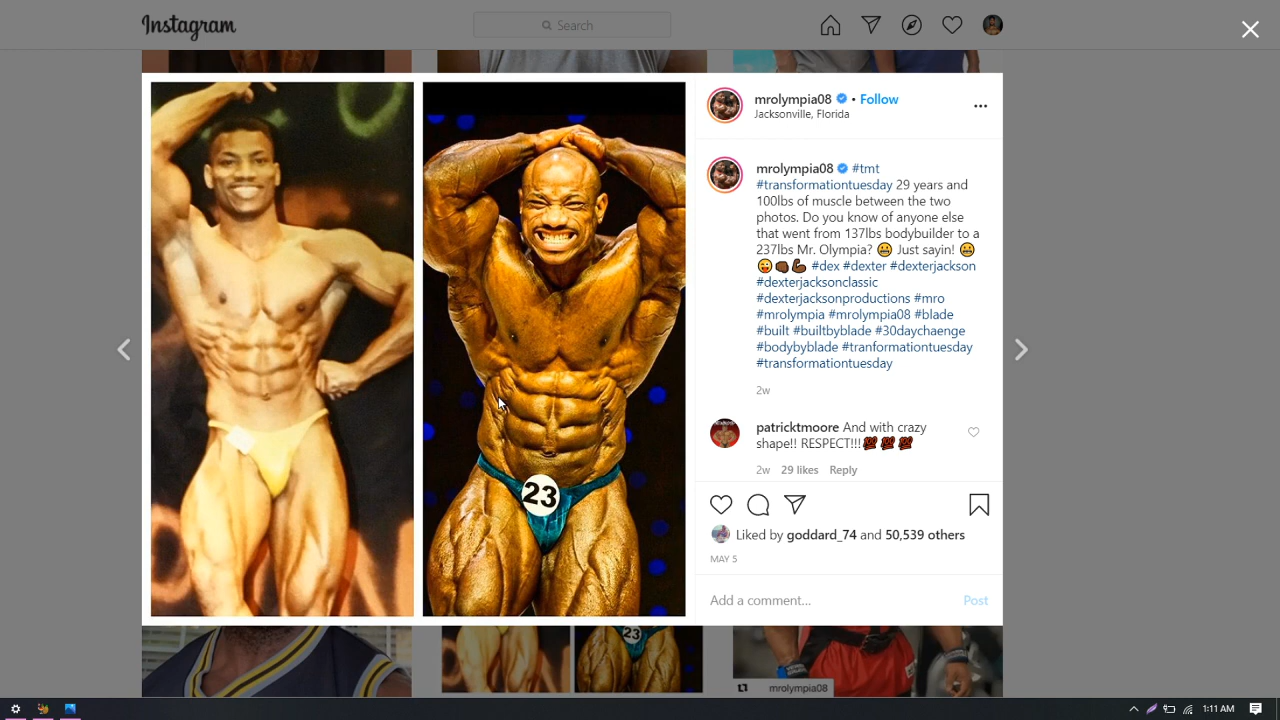 Instagram
Search
mrolympia08 • Follow
Jacksonville, Florida
mrolympia08 #tmt
#transformationtuesday 29 years and
100lbs of muscle between the two
photos. Do you know of anyone else
that went from 137lbs bodybuilder to a
237lbs Mr. Olympia? 😬 Just sayin! 😬
😜👊🏿💪🏿 #dex #dexter #dexterjackson
#dexterjacksonclassic
#dexterjacksonproductions #mro
#mrolympia #mrolympia08 #blade
#built #builtbyblade #30daychaenge
#bodybyblade #tranformationtuesday
#transformationtuesday
2w
patricktmoore And with crazy
shape!! RESPECT!!!💯💯💯
2w 29 likes Reply
23
Liked by goddard_74 and 50,539 others
MAY 5
Add a comment...
Post
23
mrolympia08
1:11 AM